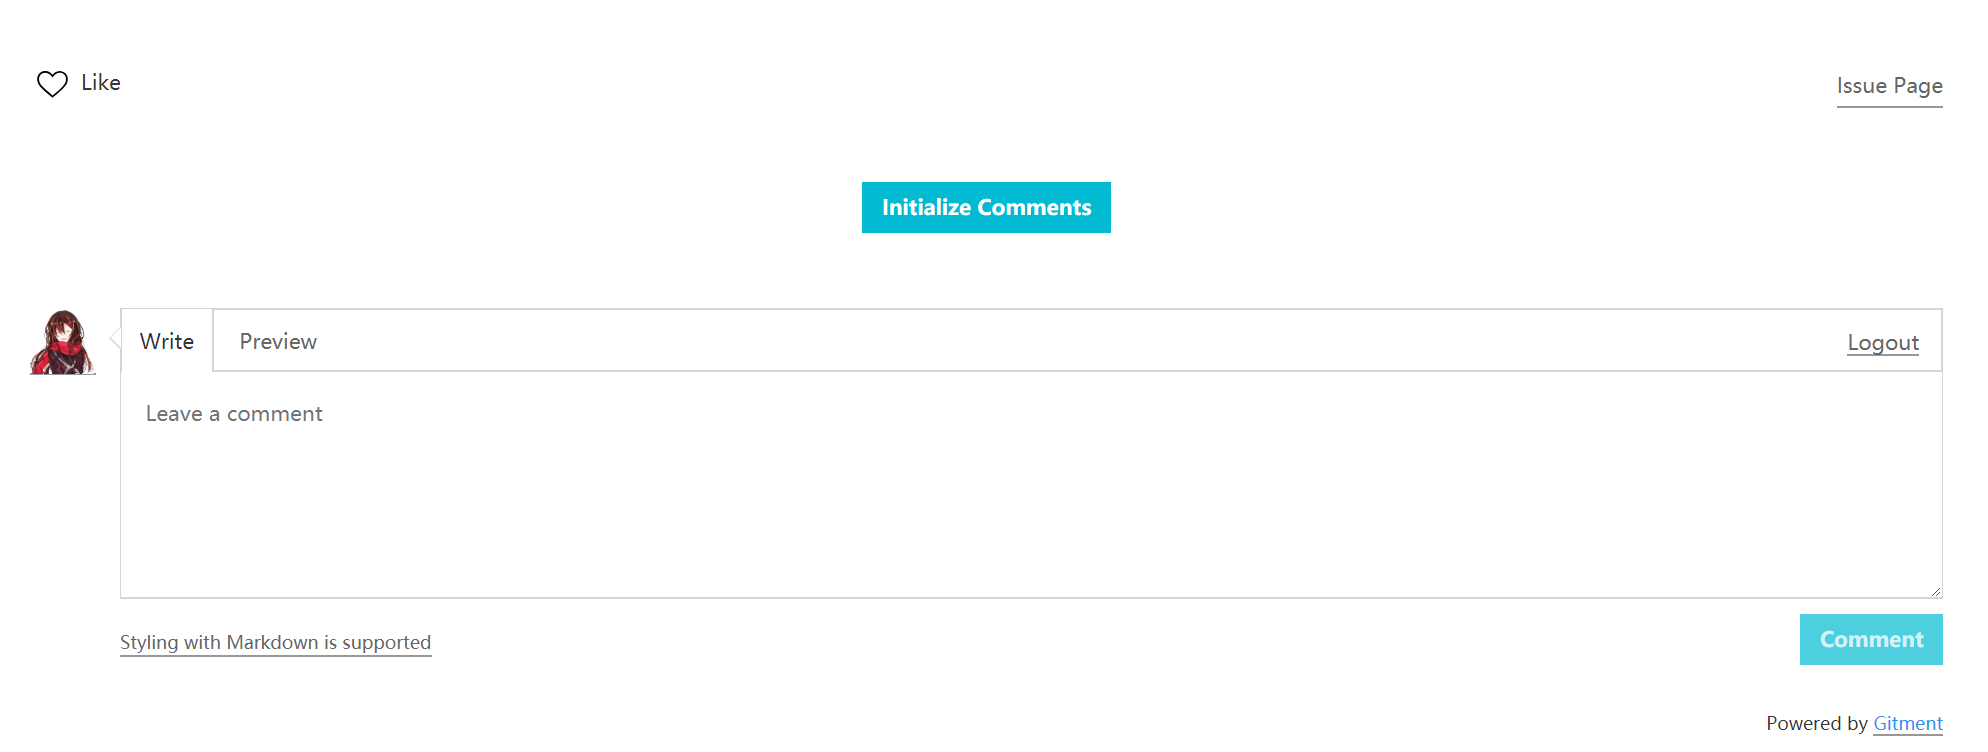 Like
Issue Page
Initialize Comments
Write Preview Logout
Leave a comment
Styling with Markdown is supported
Comment
Powered by Gitment